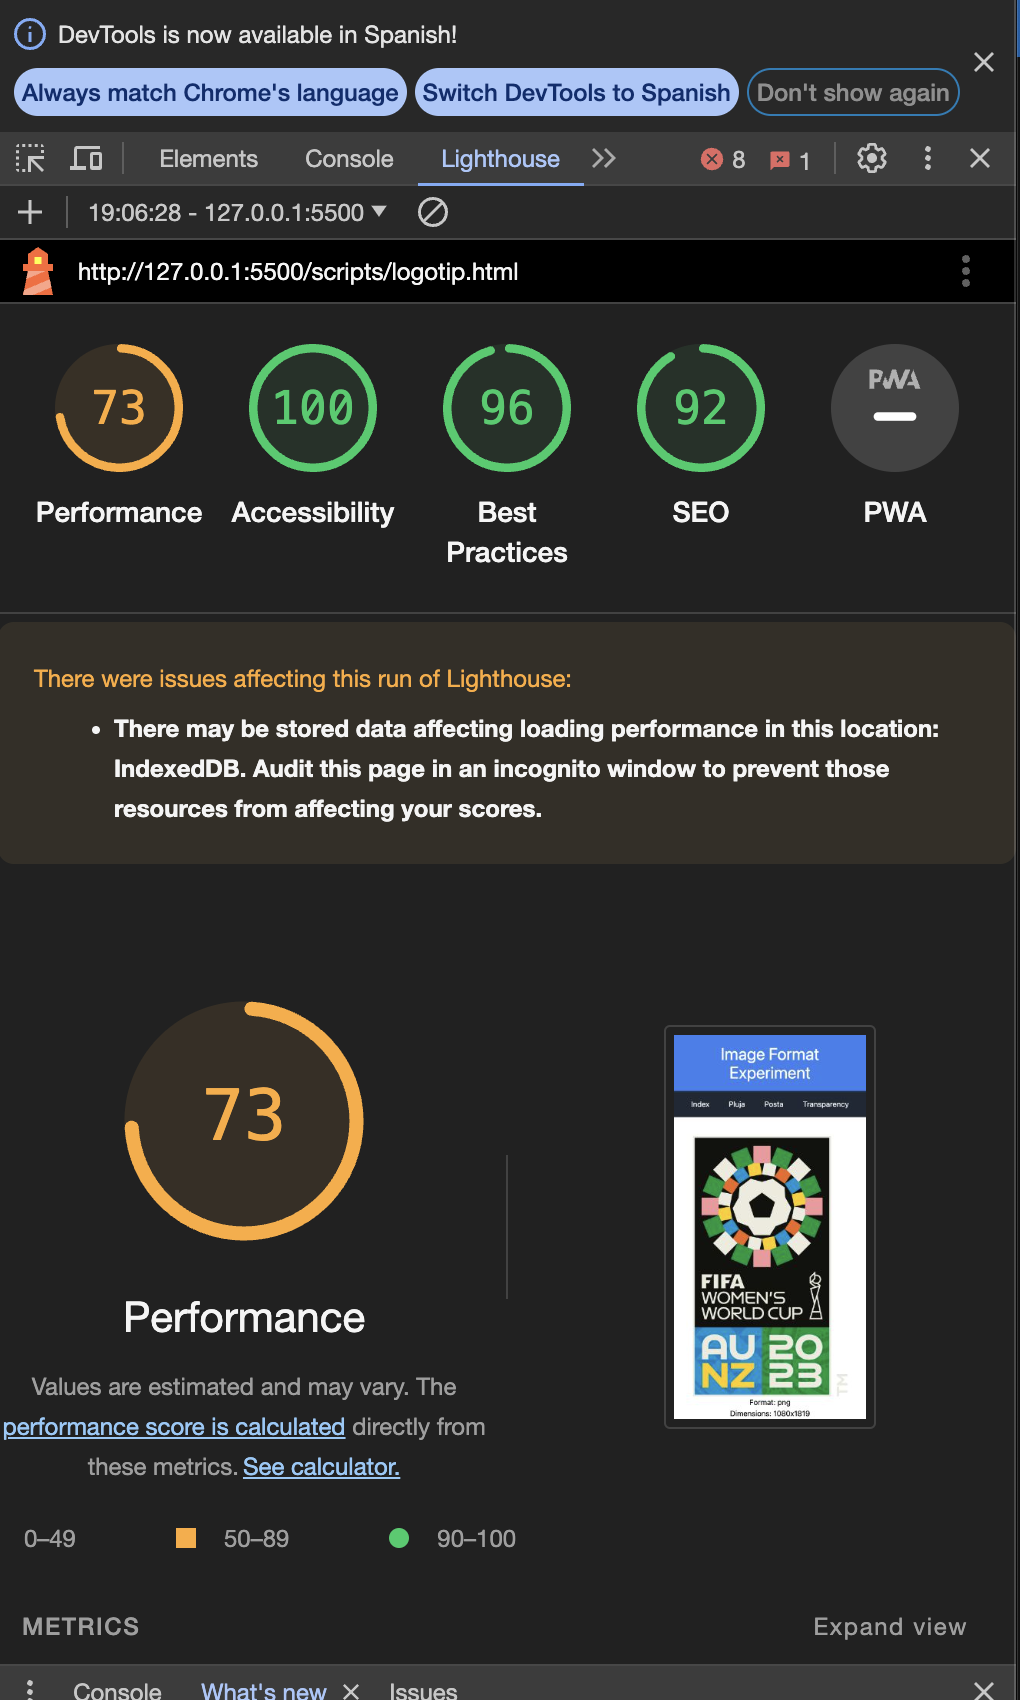 DevTools is now available in Spanish!
Always match Chrome's language Switch DevTools to Spanish Don't show again
Elements Console Lighthouse 8 1
19:06:28 - 127.0.0.1:5500
http://127.0.0.1:5500/scripts/logotip.html
73 100 96 92 PWA
Performance Accessibility Best Practices SEO PWA
There were issues affecting this run of Lighthouse:
There may be stored data affecting loading performance in this location:
IndexedDB. Audit this page in an incognito window to prevent those
resources from affecting your scores.
73
Performance
Values are estimated and may vary. The
performance score is calculated directly from
these metrics. See calculator.
0–49 50–89 90–100
Image Format
Experiment
Index Pluja Posta Transparency
FIFA
WOMEN'S
WORLD CUP
AU 20
NZ 23
TM
Format: png
Dimensions: 1080x1819
METRICS Expand view
Console What's new Issues